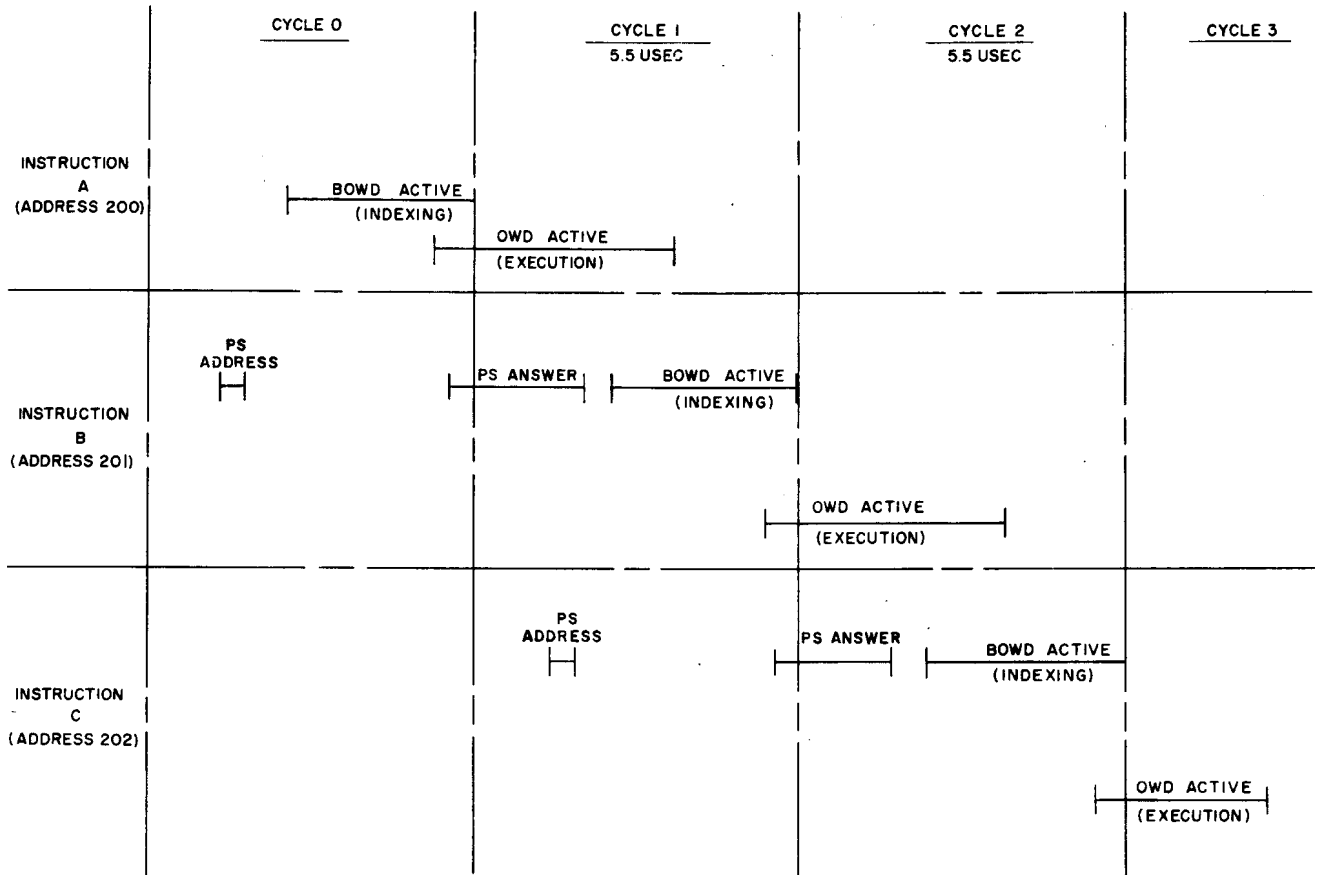 CYCLE 0
CYCLE 1
5.5 USEC
CYCLE 2
5.5 USEC
CYCLE 3
INSTRUCTION
A
(ADDRESS 200)
BOWD ACTIVE
(INDEXING)
OWD ACTIVE
(EXECUTION)
INSTRUCTION
B
(ADDRESS 201)
PS
ADDRESS
PS ANSWER
BOWD ACTIVE
(INDEXING)
OWD ACTIVE
(EXECUTION)
INSTRUCTION
C
(ADDRESS 202)
PS
ADDRESS
PS ANSWER
BOWD ACTIVE
(INDEXING)
OWD ACTIVE
(EXECUTION)